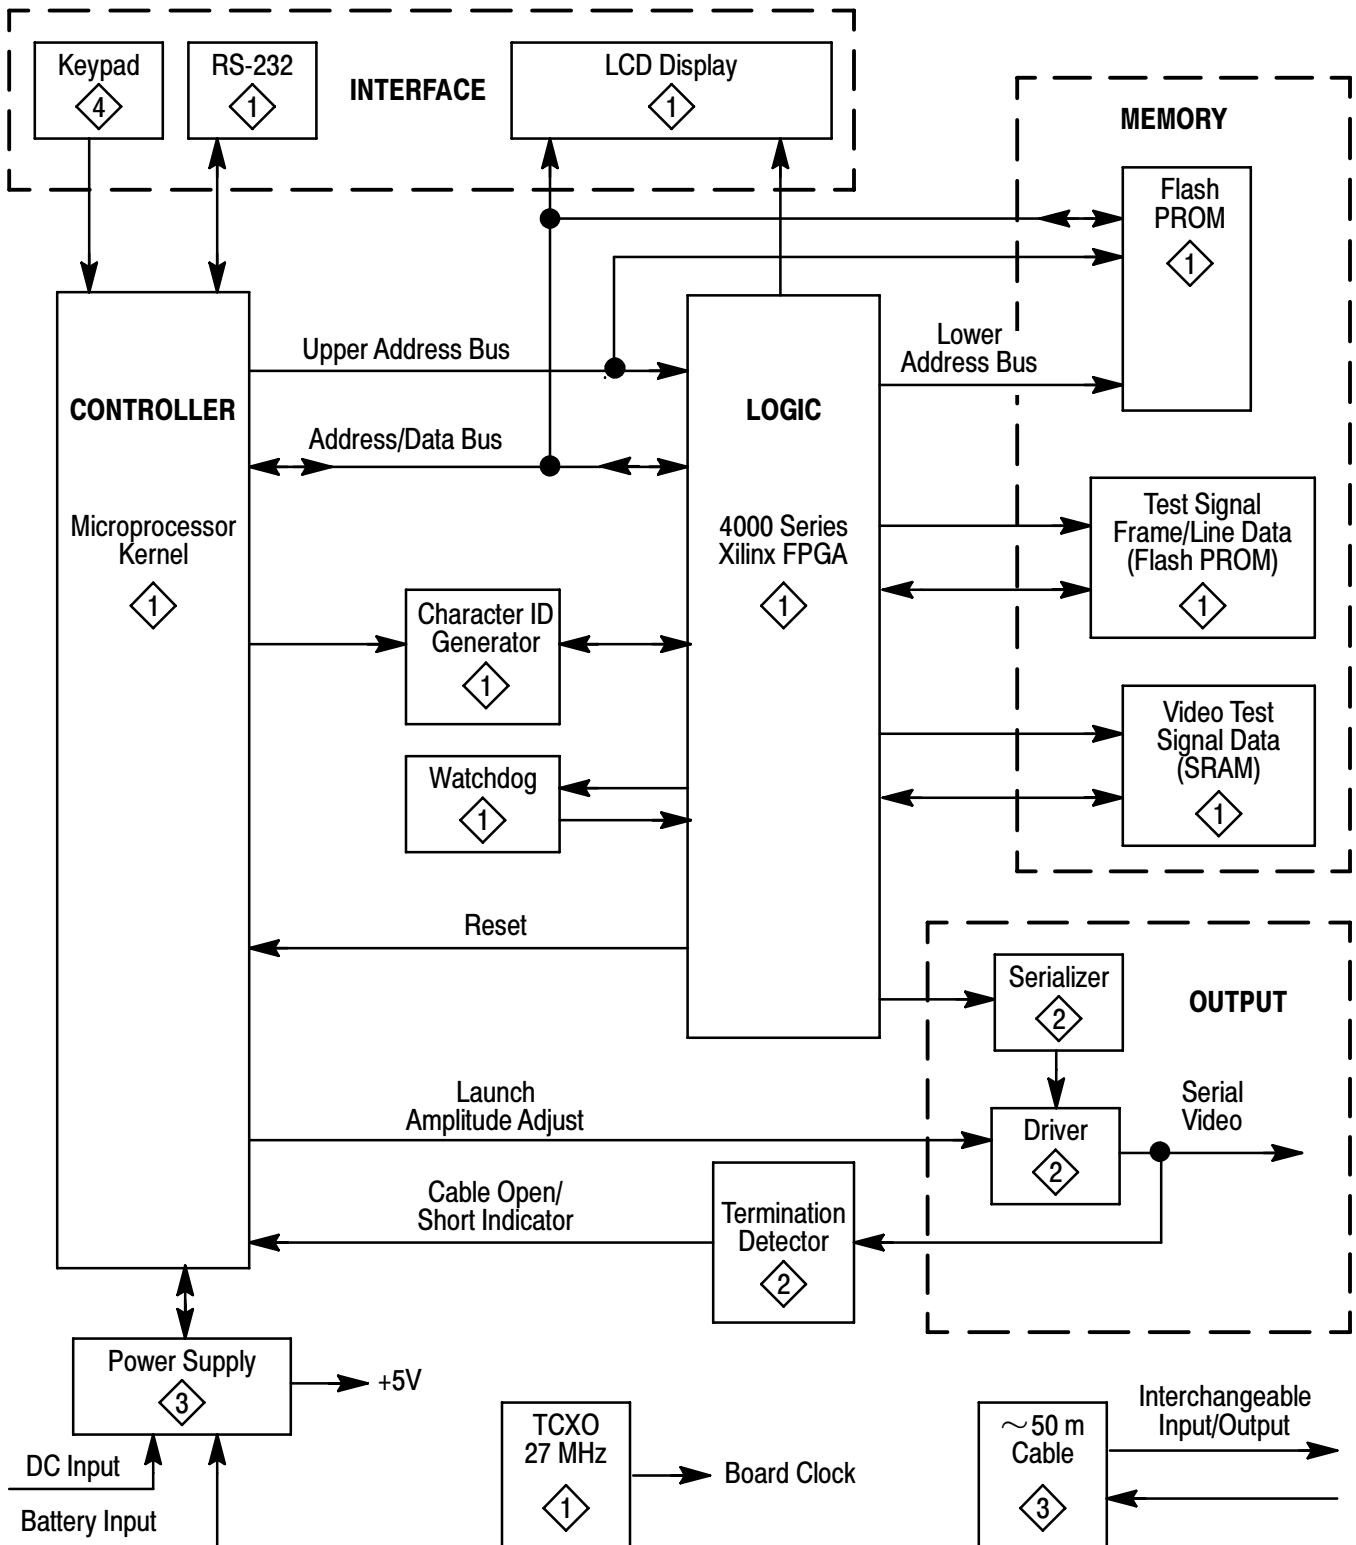 Keypad
4
RS-232
1
INTERFACE
LCD Display
1
MEMORY
Flash
PROM
1
Upper Address Bus
Lower
Address Bus
CONTROLLER
LOGIC
Address/Data Bus
Microprocessor
Kernel
1
4000 Series
Xilinx FPGA
1
Test Signal
Frame/Line Data
(Flash PROM)
1
Character ID
Generator
1
Video Test
Signal Data
(SRAM)
1
Watchdog
1
Reset
Serializer
2
OUTPUT
Launch
Amplitude Adjust
Driver
2
Serial
Video
Cable Open/
Short Indicator
Termination
Detector
2
Power Supply
3
+5V
DC Input
Battery Input
TCXO
27 MHz
1
Board Clock
~50 m
Cable
3
Interchangeable
Input/Output